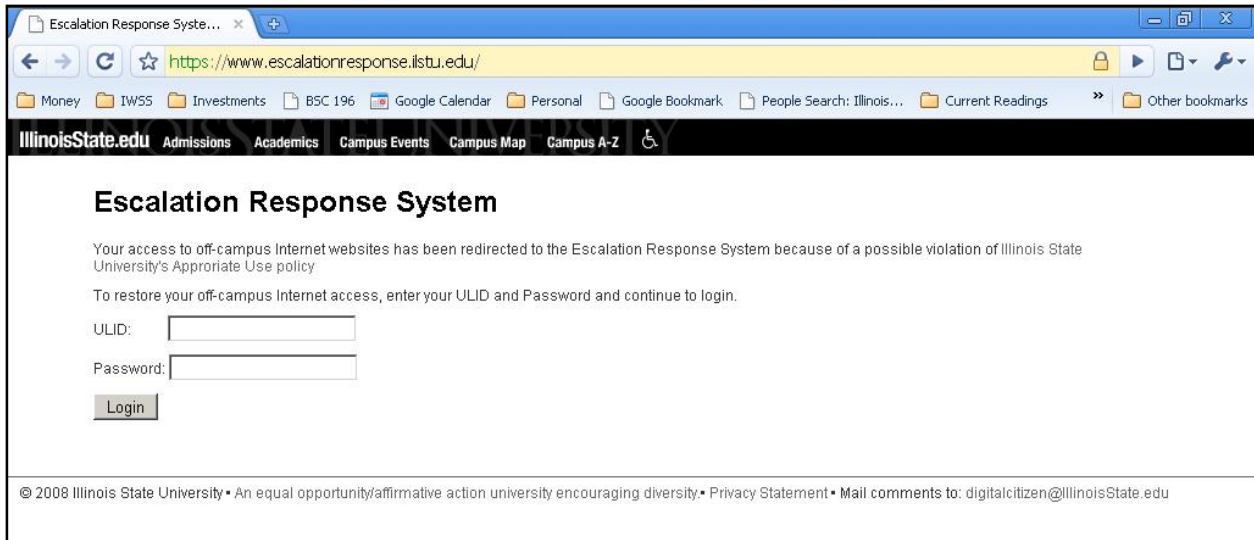 Escalation Response Syste...
https://www.escalationresponse.ilstu.edu/
Money IWSS Investments BSC 196 Google Calendar Personal Google Bookmark People Search: Illinois... Current Readings » Other bookmarks
ILLINOIS STATE UNIVERSITY
IllinoisState.edu Admissions Academics Campus Events Campus Map Campus A-Z
Escalation Response System
Your access to off-campus Internet websites has been redirected to the Escalation Response System because of a possible violation of Illinois State
University's Approriate Use policy
To restore your off-campus Internet access, enter your ULID and Password and continue to login.
ULID:
Password:
Login
© 2008 Illinois State University • An equal opportunity/affirmative action university encouraging diversity. • Privacy Statement • Mail comments to: digitalcitizen@IllinoisState.edu